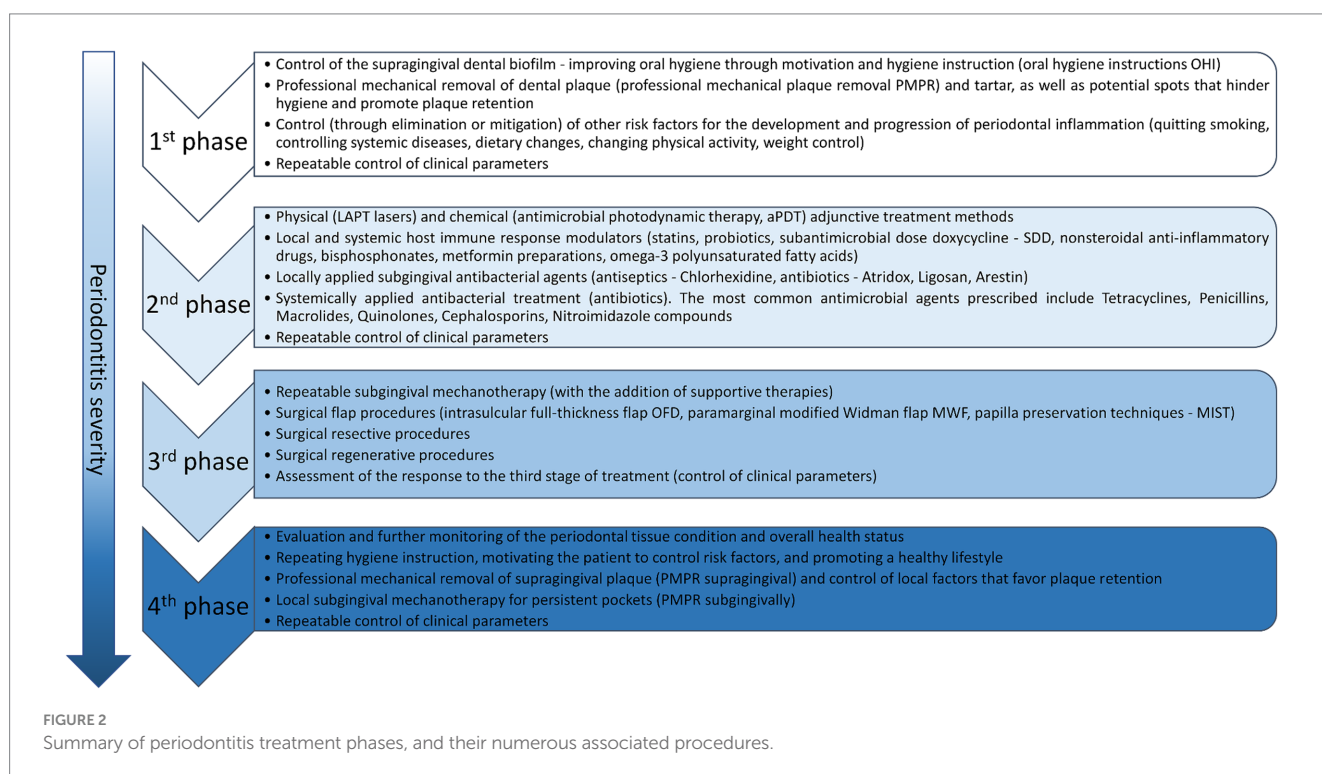 Periodontitis severity
1st phase
• Control of the supragingival dental biofilm - improving oral hygiene through motivation and hygiene instruction (oral hygiene instructions OHI)
• Professional mechanical removal of dental plaque (professional mechanical plaque removal PMPR) and tartar, as well as potential spots that hinder
hygiene and promote plaque retention
• Control (through elimination or mitigation) of other risk factors for the development and progression of periodontal inflammation (quitting smoking,
controlling systemic diseases, dietary changes, changing physical activity, weight control)
• Repeatable control of clinical parameters
2nd phase
• Physical (LAPT lasers) and chemical (antimicrobial photodynamic therapy, aPDT) adjunctive treatment methods
• Local and systemic host immune response modulators (statins, probiotics, subantimicrobial dose doxycycline - SDD, nonsteroidal anti-inflammatory
drugs, bisphosphonates, metformin preparations, omega-3 polyunsaturated fatty acids)
• Locally applied subgingival antibacterial agents (antiseptics - Chlorhexidine, antibiotics - Atridox, Ligosan, Arestin)
• Systemically applied antibacterial treatment (antibiotics). The most common antimicrobial agents prescribed include Tetracyclines, Penicillins,
Macrolides, Quinolones, Cephalosporins, Nitroimidazole compounds
• Repeatable control of clinical parameters
3rd phase
• Repeatable subgingival mechanotherapy (with the addition of supportive therapies)
• Surgical flap procedures (intrasulcular full-thickness flap OFD, paramarginal modified Widman flap MWF, papilla preservation techniques - MIST)
• Surgical resective procedures
• Surgical regenerative procedures
• Assessment of the response to the third stage of treatment (control of clinical parameters)
4th phase
• Evaluation and further monitoring of the periodontal tissue condition and overall health status
• Repeating hygiene instruction, motivating the patient to control risk factors, and promoting a healthy lifestyle
• Professional mechanical removal of supragingival plaque (PMPR supragingival) and control of local factors that favor plaque retention
• Local subgingival mechanotherapy for persistent pockets (PMPR subgingivally)
• Repeatable control of clinical parameters
FIGURE 2
Summary of periodontitis treatment phases, and their numerous associated procedures.